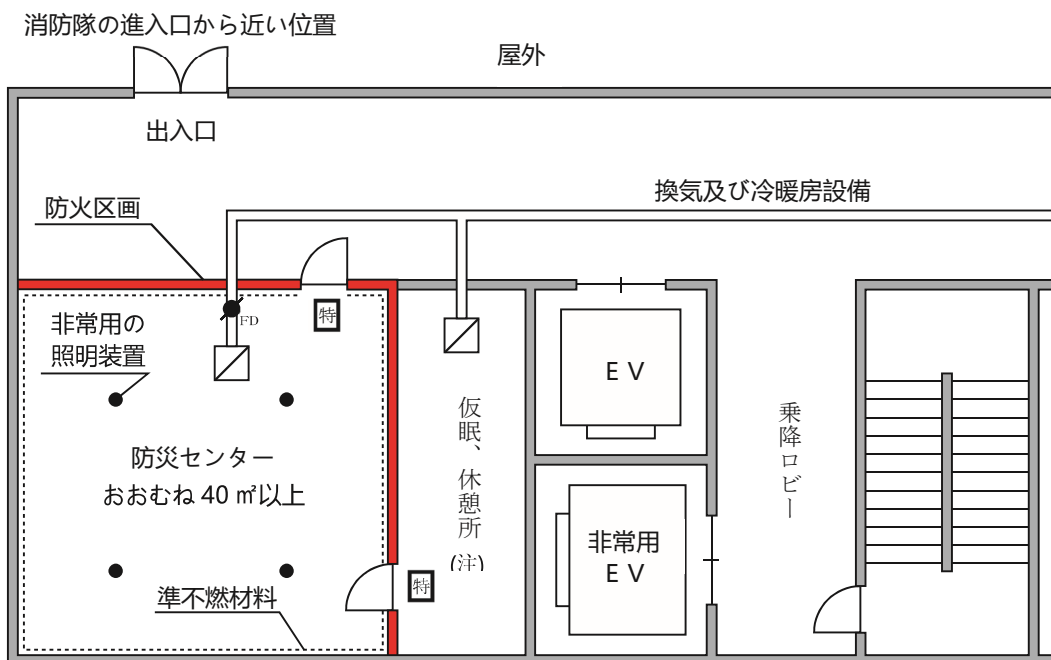 消防隊の進入口から近い位置
屋外
出入口
換気及び冷暖房設備
防火区画
特
FD
非常用の
照明装置
ＥＶ
仮眠、休憩所
(注)
乗降ロビー
防災センター
おおむね 40 ㎡以上
非常用
ＥＶ
特
準不燃材料